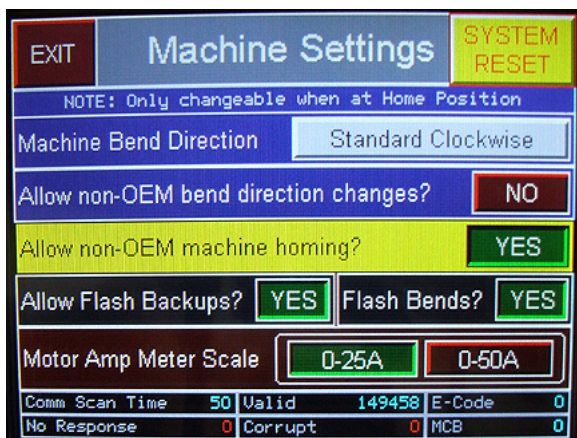 EXIT
Machine Settings
SYSTEM
RESET
NOTE: Only changeable when at Home Position
Machine Bend Direction
Standard Clockwise
Allow non-OEM bend direction changes?
NO
Allow non-OEM machine homing?
YES
Allow Flash Backups?
YES
Flash Bends?
YES
Motor Amp Meter Scale
0-25A
0-50A
Comm Scan Time 50 Valid 149458 E-Code 0
No Response 0 Corrupt 0 MCB 0